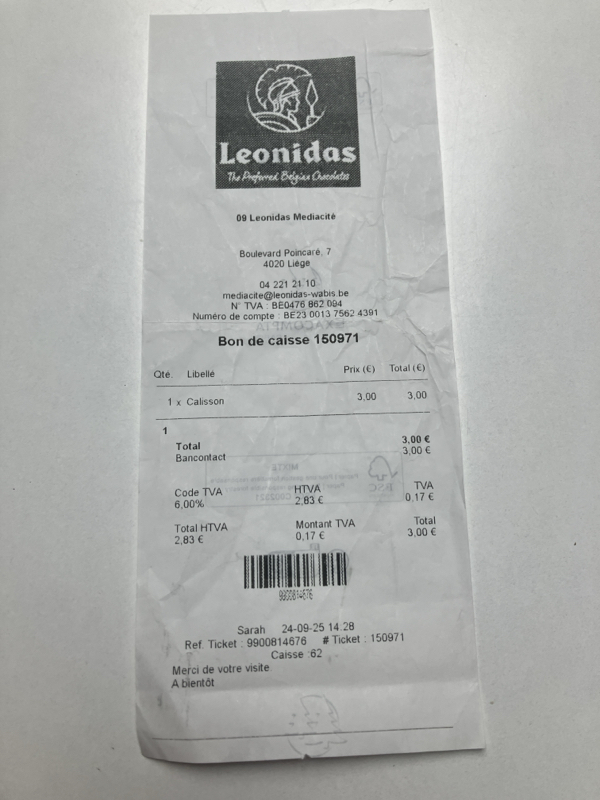 Leonidas
The Preferred Belgian Chocolates
09 Leonidas Mediacité
Boulevard Poincaré, 7
4020 Liège
04 221 21 10
mediacite@leonidas-wabis.be
N° TVA : BE0476 862 094
Numéro de compte : BE23 0013 7562 4391
Bon de caisse 150971
Qté. Libellé Prix (€) Total (€)
1 x Calisson 3,00 3,00
1
Total 3,00 €
Bancontact 3,00 €
Code TVA HTVA TVA
6,00% 2,83 € 0,17 €
Total HTVA Montant TVA Total
2,83 € 0,17 € 3,00 €
9900814676
Sarah 24-09-25 14:28
Ref. Ticket : 9900814676 # Ticket : 150971
Caisse :62
Merci de votre visite
A bientôt